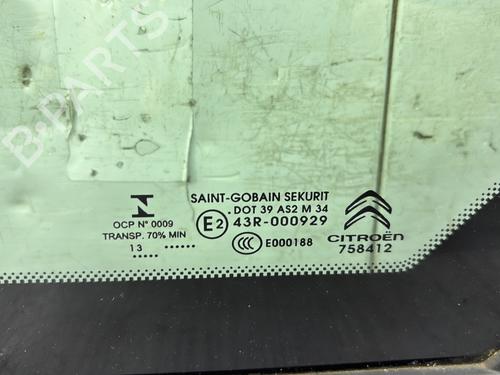 B-PARTS
SAINT-GOBAIN SEKURIT
. DOT 39 AS2 M 34
E2 43R-000929
CCC E000188
OCP N° 0009
TRANSP. 70% MIN
13 .
CITROËN
758412